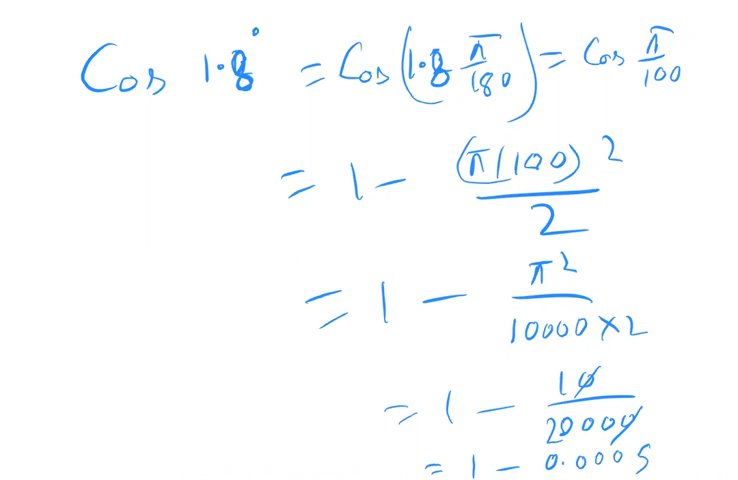 Cos 1.8° = Cos(1.8 π/180) = Cos π/100
= 1 - (π/100)²/2
= 1 - π²/10000×2
= 1 - 10/20000
= 1 - 0.0005